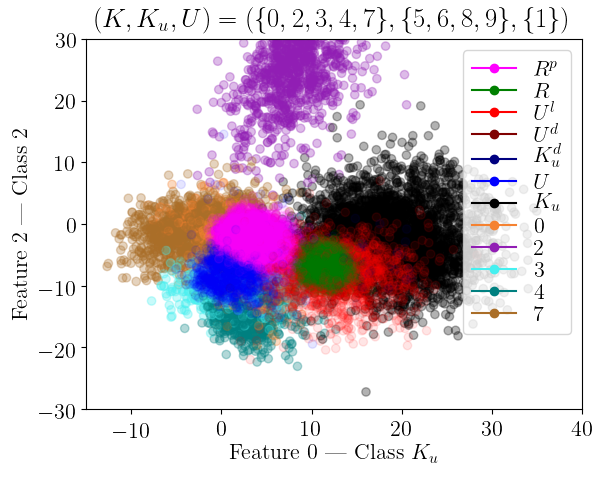 (K, K_u, U) = ({0, 2, 3, 4, 7}, {5, 6, 8, 9}, {1})
30
20
10
0
−10
−20
−30
Feature 2 — Class 2
R^p
R
U^l
U^d
K_u^d
U
K_u
0
2
3
4
7
−10
0
10
20
30
40
Feature 0 — Class K_u